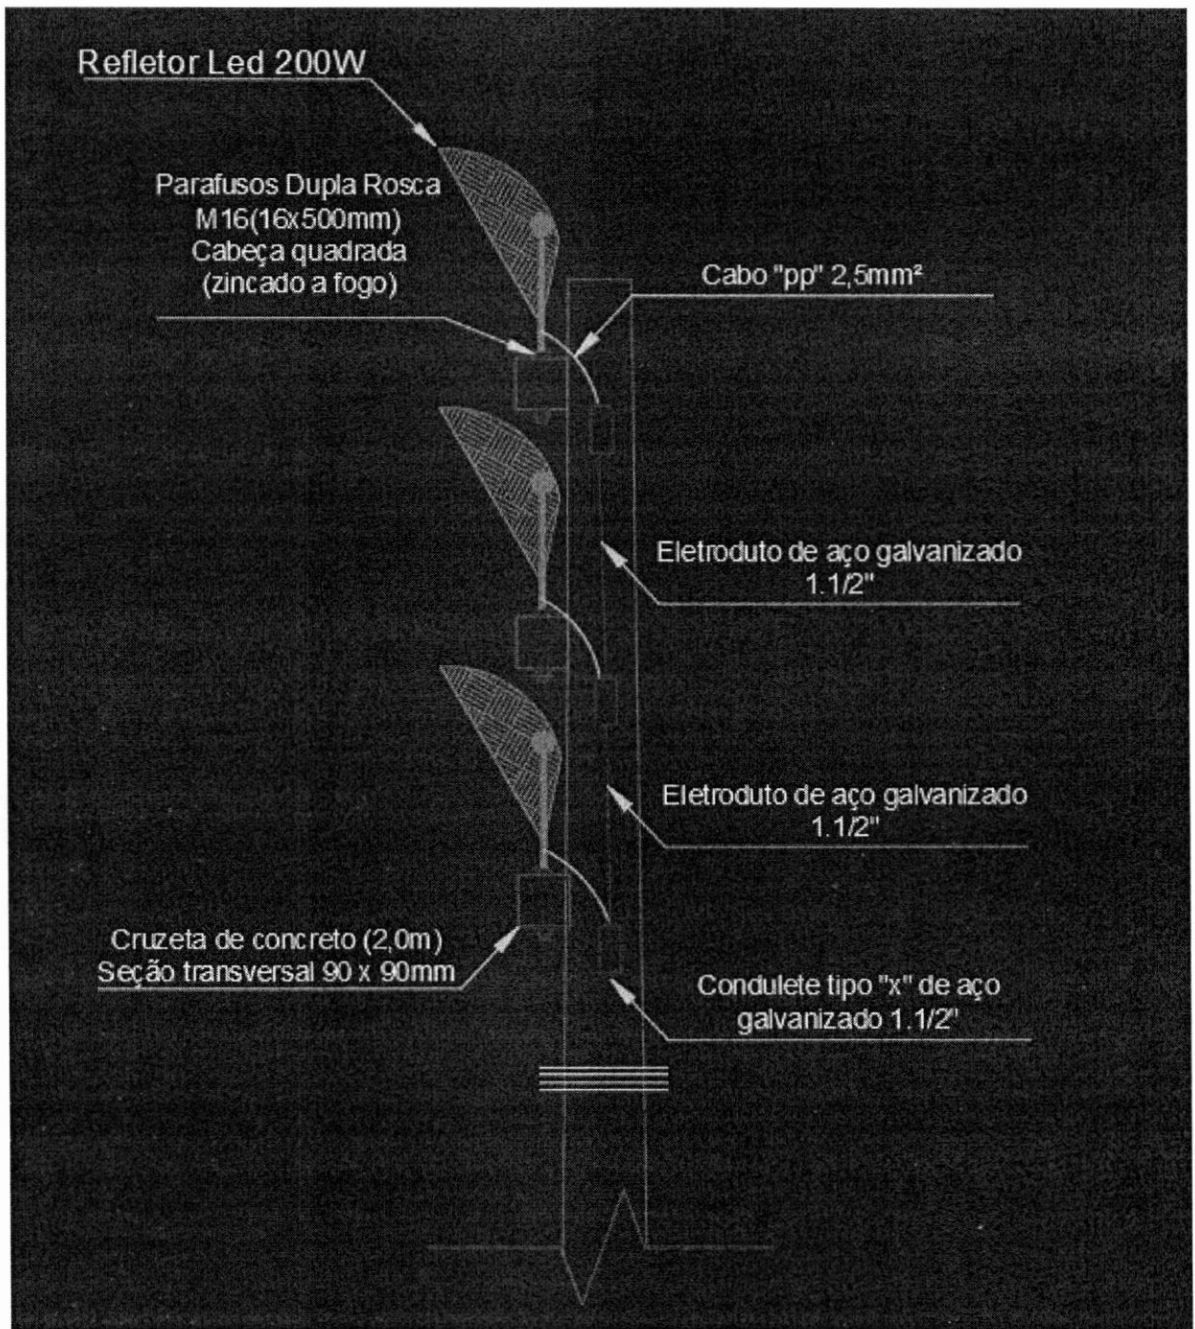 Refletor Led 200W
Parafusos Dupla Rosca
M16(16x500mm)
Cabeça quadrada
(zincado a fogo)
Cabo "pp" 2,5mm²
Eletroduto de aço galvanizado
1.1/2"
Eletroduto de aço galvanizado
1.1/2"
Cruzeta de concreto (2,0m)
Seção transversal 90 x 90mm
Condulete tipo "x" de aço
galvanizado 1.1/2"